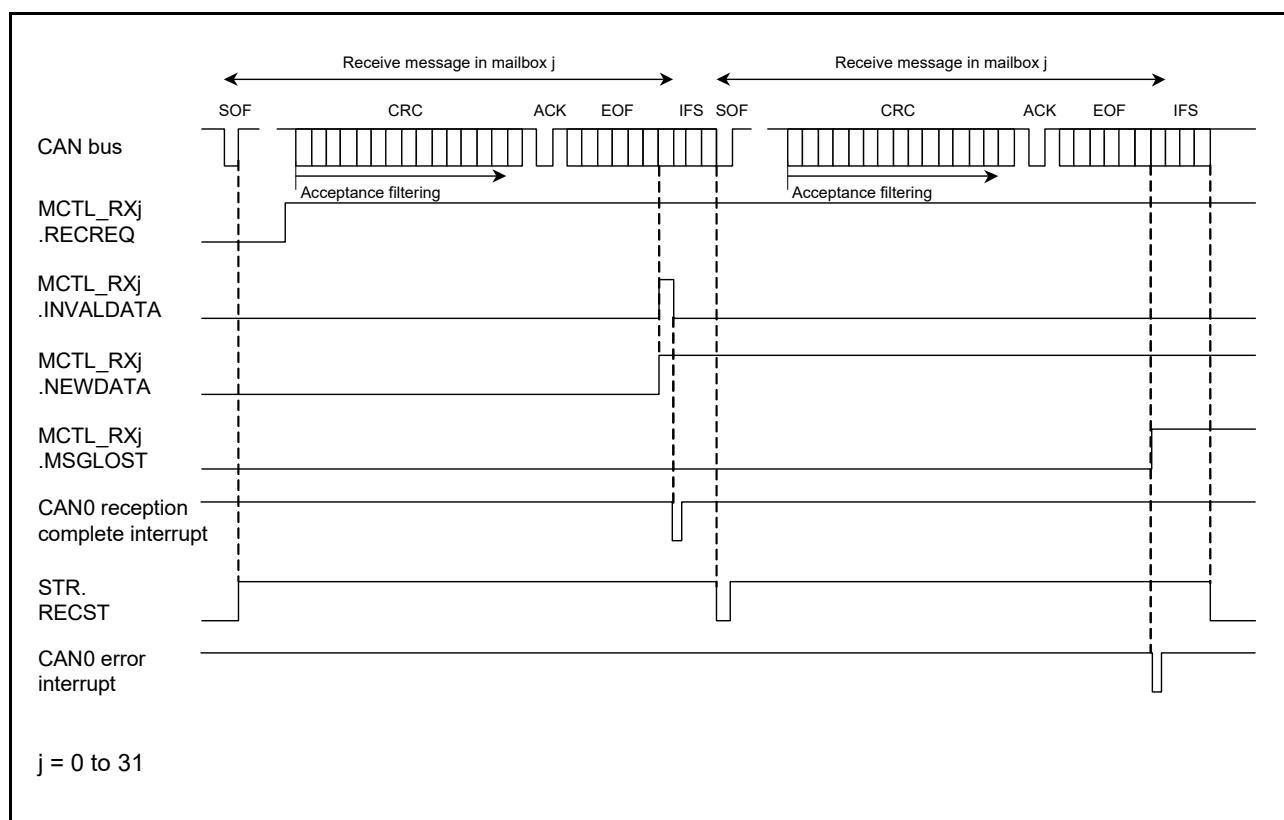 Receive message in mailbox j Receive message in mailbox j
SOF CRC ACK EOF IFS SOF CRC ACK EOF IFS
CAN bus
Acceptance filtering Acceptance filtering
MCTL_RXj
.RECREQ
MCTL_RXj
.INVALDATA
MCTL_RXj
.NEWDATA
MCTL_RXj
.MSGLOST
CAN0 reception
complete interrupt
STR.
RECST
CAN0 error
interrupt
j = 0 to 31